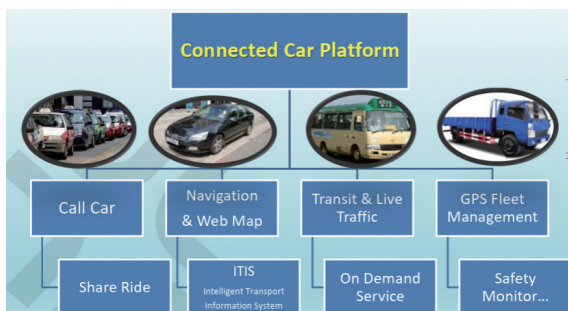 Connected Car Platform
Call Car
Navigation
& Web Map
Transit & Live
Traffic
GPS Fleet
Management
Share Ride
ITIS
Intelligent Transport
Information System
On Demand
Service
Safety
Monitor...